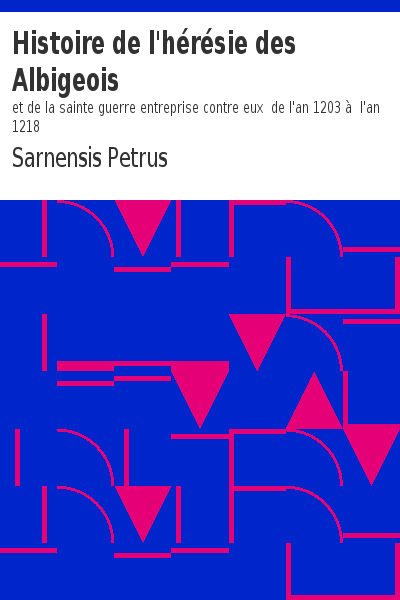 Histoire de l'hérésie des
Albigeois
et de la sainte guerre entreprise contre eux  de l'an 1203 à  l'an
1218
Sarnensis Petrus